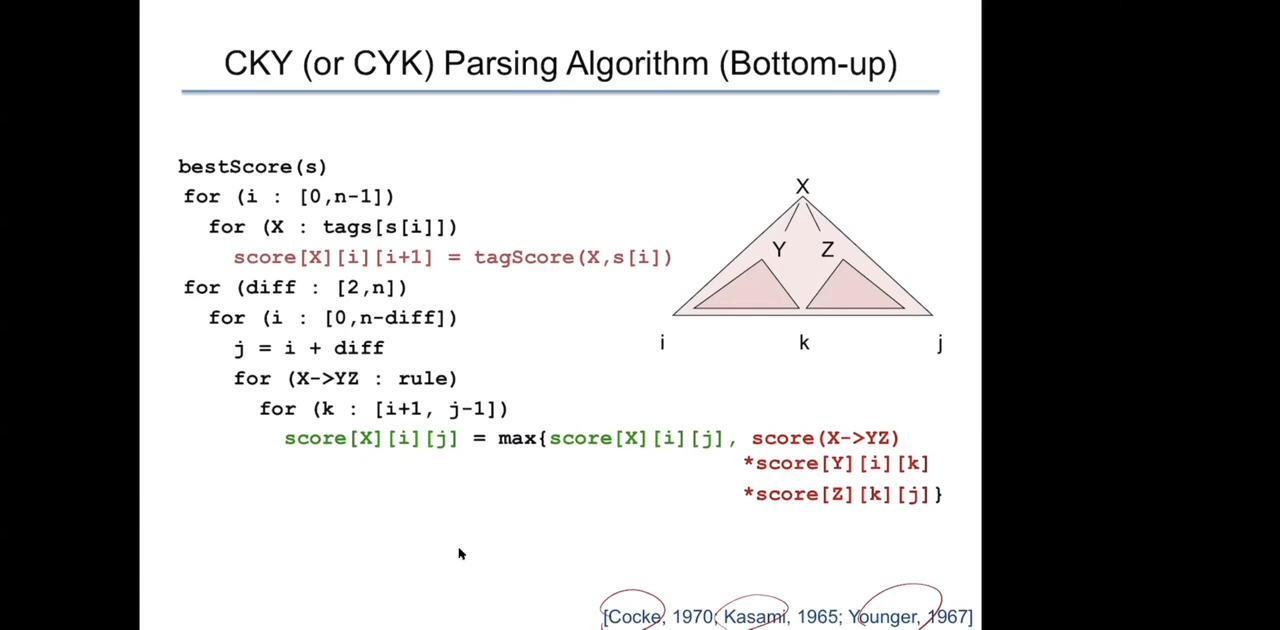 CKY (or CYK) Parsing Algorithm (Bottom-up)
bestScore(s)
for (i : [0,n-1])
for (X : tags[s[i]])
score[X][i][i+1] = tagScore(X,s[i])
for (diff : [2,n])
for (i : [0,n-diff])
j = i + diff
for (X->YZ : rule)
for (k : [i+1, j-1])
score[X][i][j] = max{score[X][i][j], score(X->YZ)
*score[Y][i][k]
*score[Z][k][j]}
X
Y Z
i k j
[Cocke, 1970; Kasami, 1965; Younger, 1967]